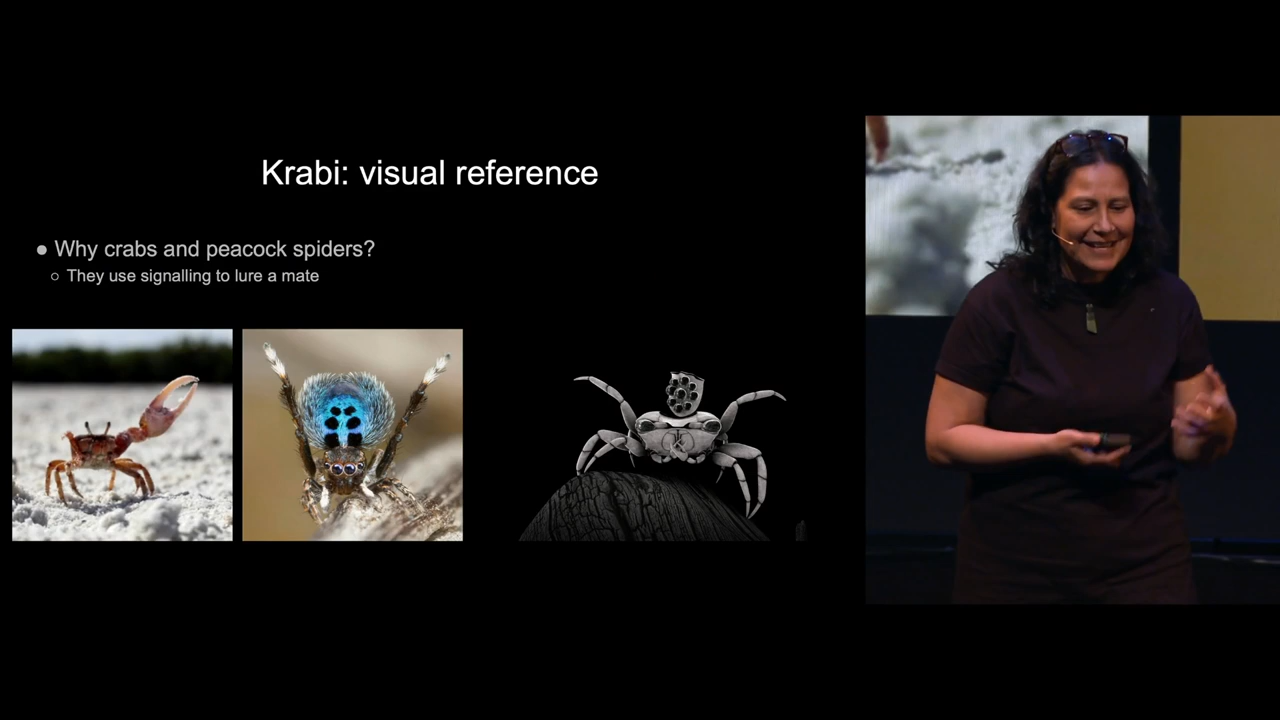 Krabi: visual reference
● Why crabs and peacock spiders?
○ They use signalling to lure a mate